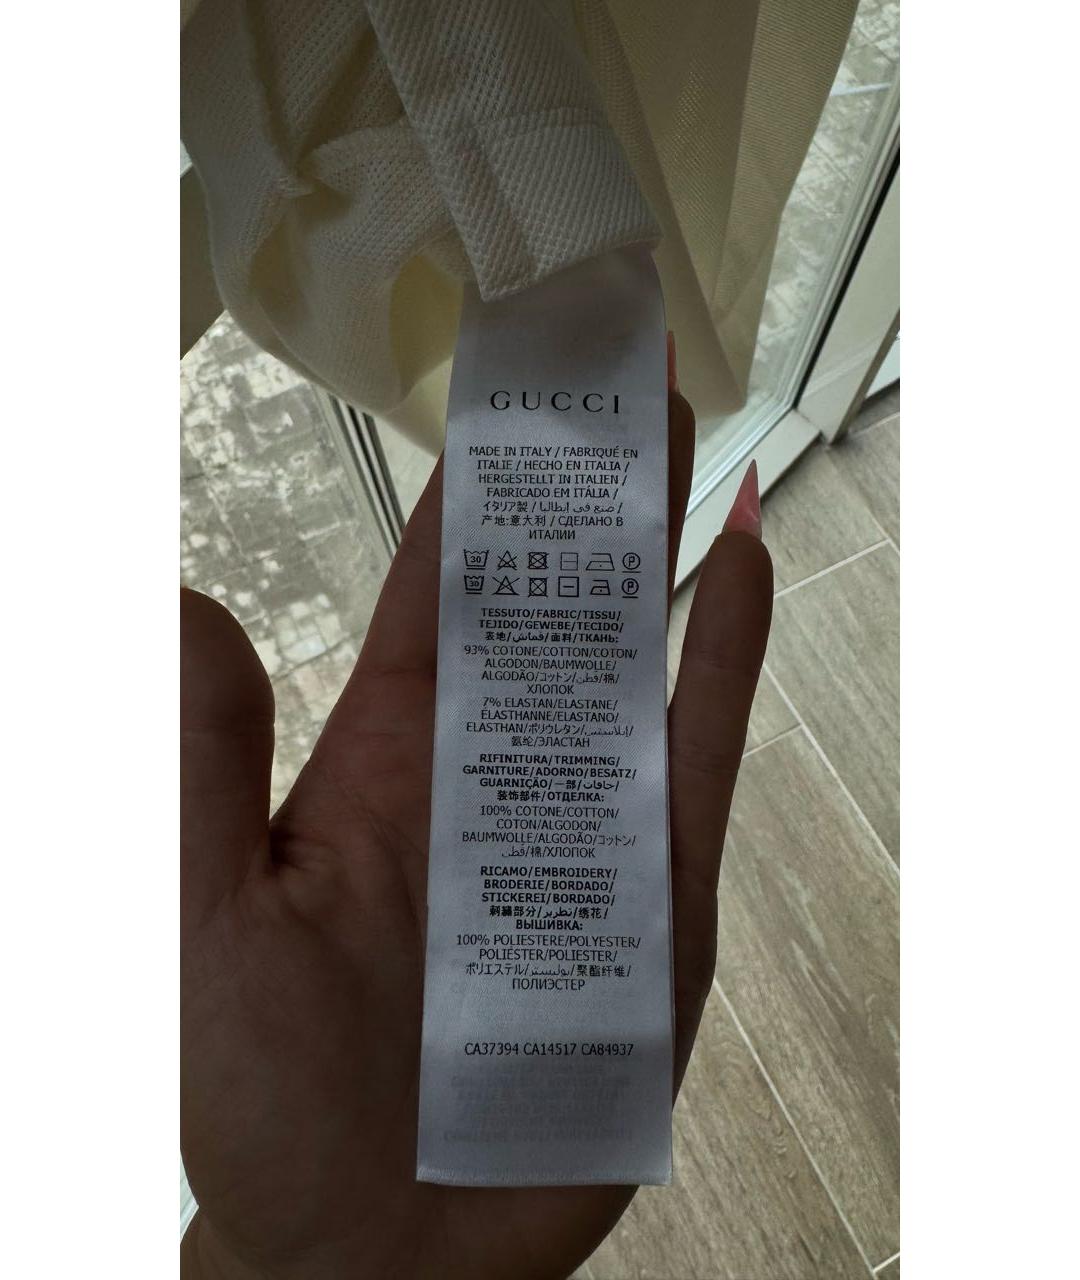 GUCCI
MADE IN ITALY / FABRIQUÉ EN
ITALIE / HECHO EN ITALIA /
HERGESTELLT IN ITALIEN /
FABRICADO EM ITÁLIA /
イタリア製 / صنع في إيطاليا /
产地:意大利 / СДЕЛАНО В
ИТАЛИИ
30 P
30 P
TESSUTO/FABRIC/TISSU/
TEJIDO/GEWEBE/TECIDO/
表地/قماش/面料/ТКАНЬ:
93% COTONE/COTTON/COTON/
ALGODON/BAUMWOLLE/
ALGODÃO/コットン/قطن/棉/
ХЛОПОК
7% ELASTAN/ELASTANE/
ÉLASTHANNE/ELASTANO/
ELASTHAN/ポリウレタン/إيلاستين/
氨纶/ЭЛАСТАН
RIFINITURA/TRIMMING/
GARNITURE/ADORNO/BESATZ/
GUARNIÇÃO/一部/حافات/
装饰部件/ОТДЕЛКА:
100% COTONE/COTTON/
COTON/ALGODON/
BAUMWOLLE/ALGODÃO/コットン/
قطن/棉/ХЛОПОК
RICAMO/EMBROIDERY/
BRODERIE/BORDADO/
STICKEREI/BORDADO/
刺繍部分/تطريز/绣花/
ВЫШИВКА:
100% POLIESTERE/POLYESTER/
POLIÉSTER/POLIESTER/
ポリエステル/بوليستر/聚酯纤维/
ПОЛИЭСТЕР
CA37394 CA14517 CA84937